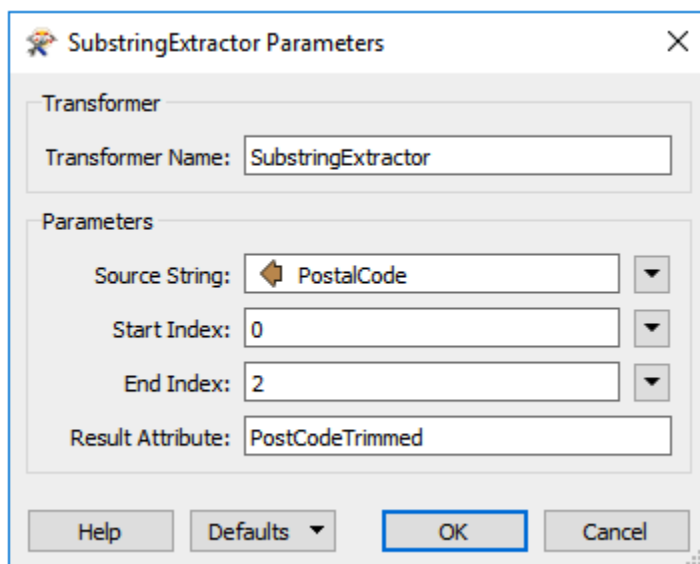 SubstringExtractor Parameters
Transformer
Transformer Name: SubstringExtractor
Parameters
Source String: PostalCode
Start Index: 0
End Index: 2
Result Attribute: PostCodeTrimmed
Help Defaults OK Cancel